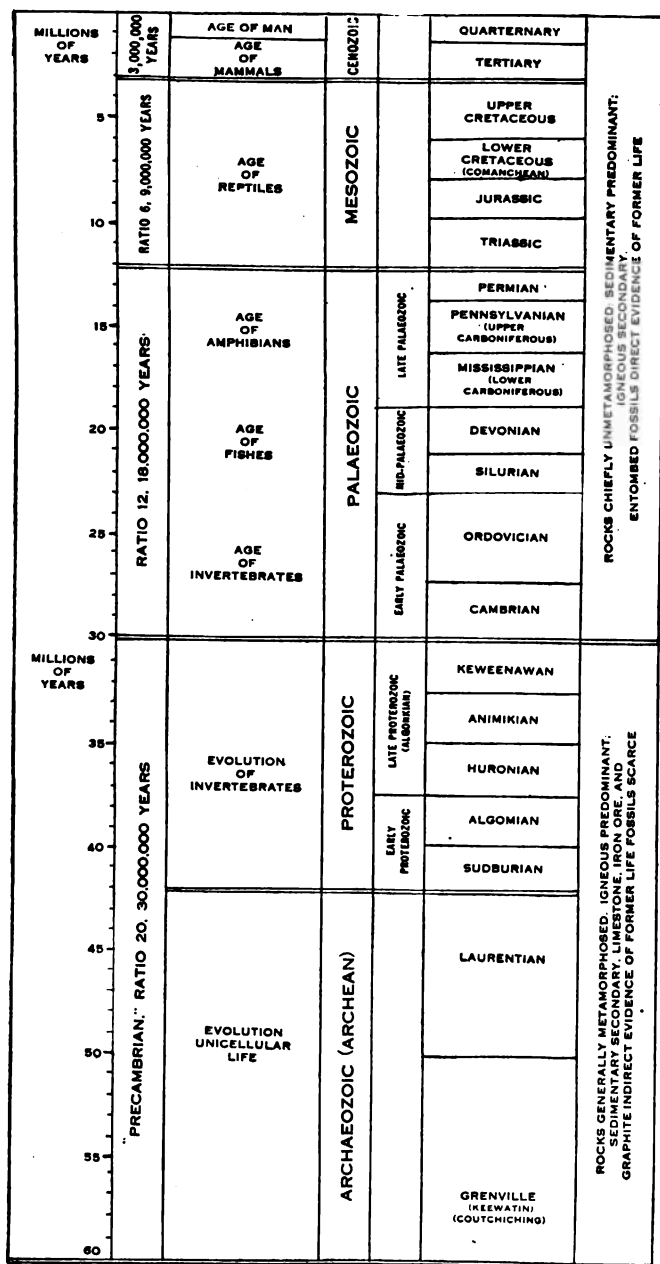 MILLIONS
OF
YEARS
5
10
15
20
25
30
MILLIONS
OF
YEARS
35
40
45
50
55
60
3,000,000
YEARS
RATIO 6, 9,000,000 YEARS
RATIO 12, 18,000,000 YEARS
"PRECAMBRIAN," RATIO 20, 30,000,000 YEARS
AGE OF MAN
AGE
OF
MAMMALS
AGE
OF
REPTILES
AGE
OF
AMPHIBIANS
AGE
OF
FISHES
AGE
OF
INVERTEBRATES
EVOLUTION
OF
INVERTEBRATES
EVOLUTION
UNICELLULAR
LIFE
CENOZOIC
MESOZOIC
PALAEOZOIC
PROTEROZOIC
ARCHAEOZOIC (ARCHEAN)
LATE PALAEOZOIC
MID-PALAEOZOIC
EARLY PALAEOZOIC
LATE PROTEROZOIC
(ALGONKIAN)
EARLY
PROTEROZOIC
QUARTERNARY
TERTIARY
UPPER
CRETACEOUS
LOWER
CRETACEOUS
(COMANCHEAN)
JURASSIC
TRIASSIC
PERMIAN
PENNSYLVANIAN
(UPPER
CARBONIFEROUS)
MISSISSIPPIAN
(LOWER
CARBONIFEROUS)
DEVONIAN
SILURIAN
ORDOVICIAN
CAMBRIAN
KEWEENAWAN
ANIMIKIAN
HURONIAN
ALGOMIAN
SUDBURIAN
LAURENTIAN
GRENVILLE
(KEEWATIN)
(COUTCHICHING)
ROCKS CHIEFLY UNMETAMORPHOSED; SEDIMENTARY PREDOMINANT;
IGNEOUS SECONDARY.
ENTOMBED FOSSILS DIRECT EVIDENCE OF FORMER LIFE
ROCKS GENERALLY METAMORPHOSED. IGNEOUS PREDOMINANT;
SEDIMENTARY SECONDARY. LIMESTONE, IRON ORE, AND
GRAPHITE INDIRECT EVIDENCE OF FORMER LIFE FOSSILS SCARCE